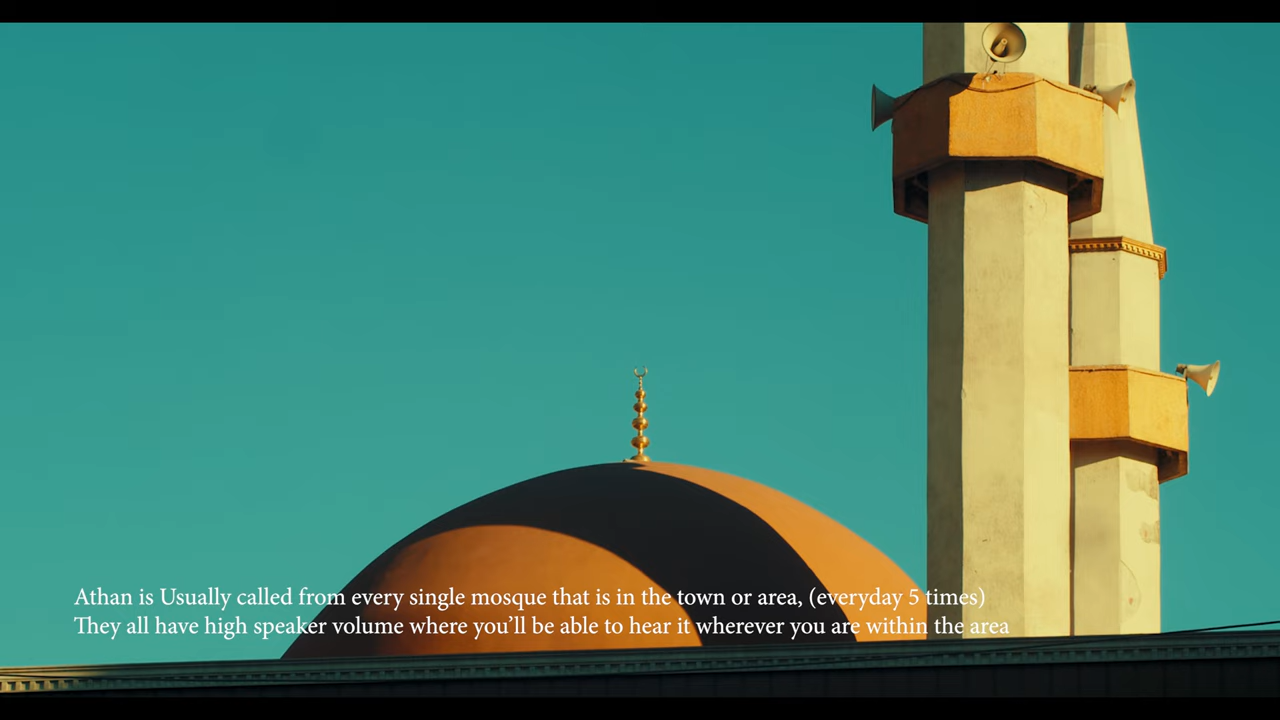 Athan is Usually called from every single mosque that is in the town or area, (everyday 5 times)
They all have high speaker volume where you’ll be able to hear it wherever you are within the area